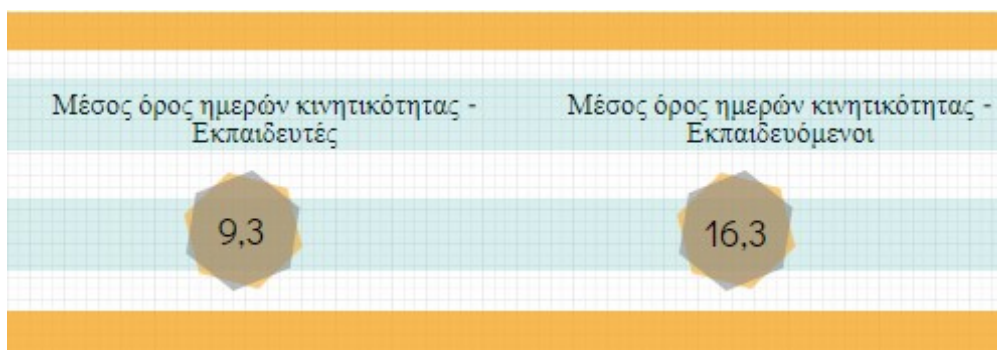 Μέσος όρος ημερών κινητικότητας -
Εκπαιδευτές
9,3
Μέσος όρος ημερών κινητικότητας -
Εκπαιδευόμενοι
16,3